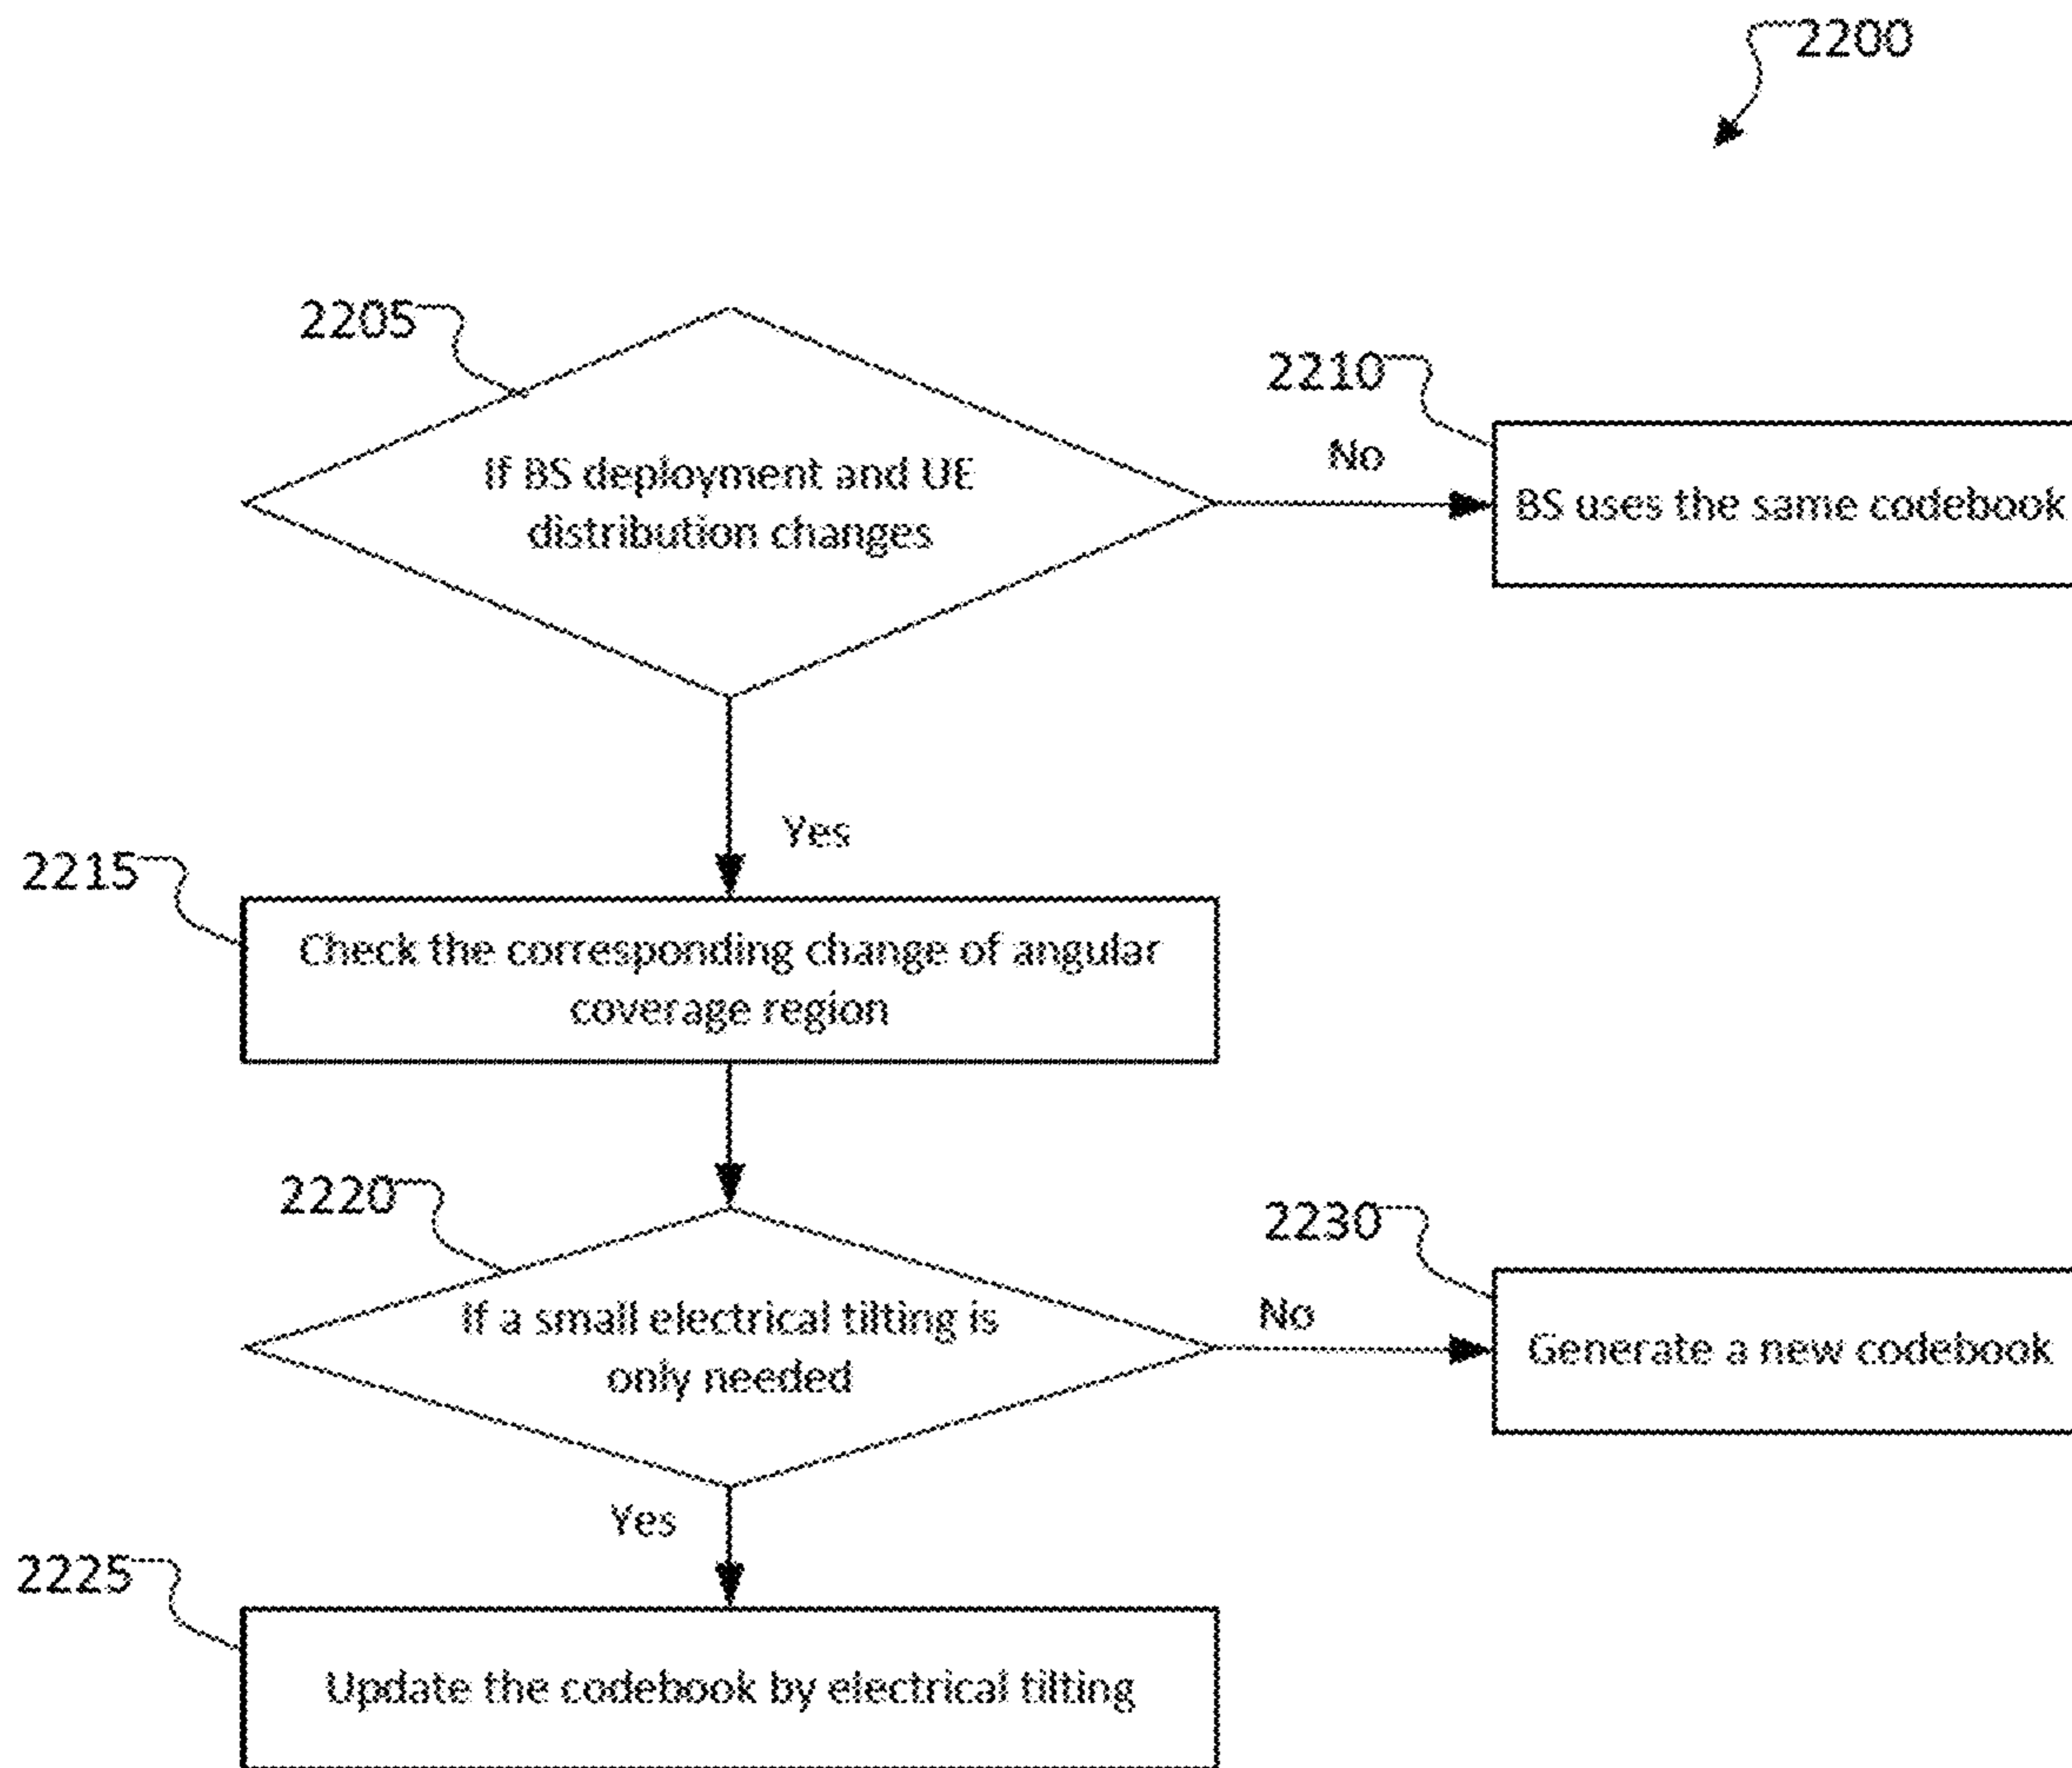 2200
2205
If BS deployment and UE
distribution changes
2210
No
BS uses the same codebook
Yes
2215
Check the corresponding change of angular
coverage region
2220
If a small electrical tilting is
only needed
2230
No
Generate a new codebook
Yes
2225
Update the codebook by electrical tilting